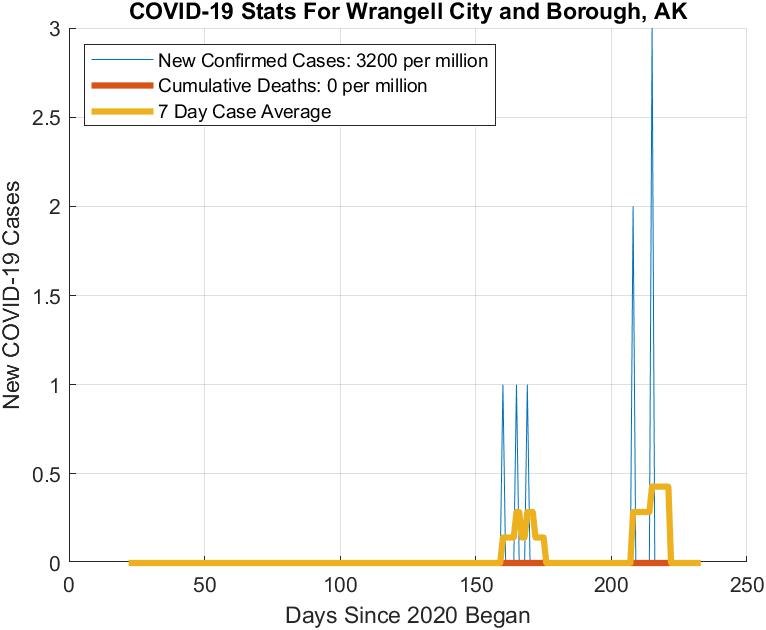 COVID-19 Stats For Wrangell City and Borough, AK
3
New Confirmed Cases: 3200 per million
Cumulative Deaths: 0 per million
7 Day Case Average
2.5
2
1.5
1
0.5
0
New COVID-19 Cases
0 50 100 150 200 250
Days Since 2020 Began